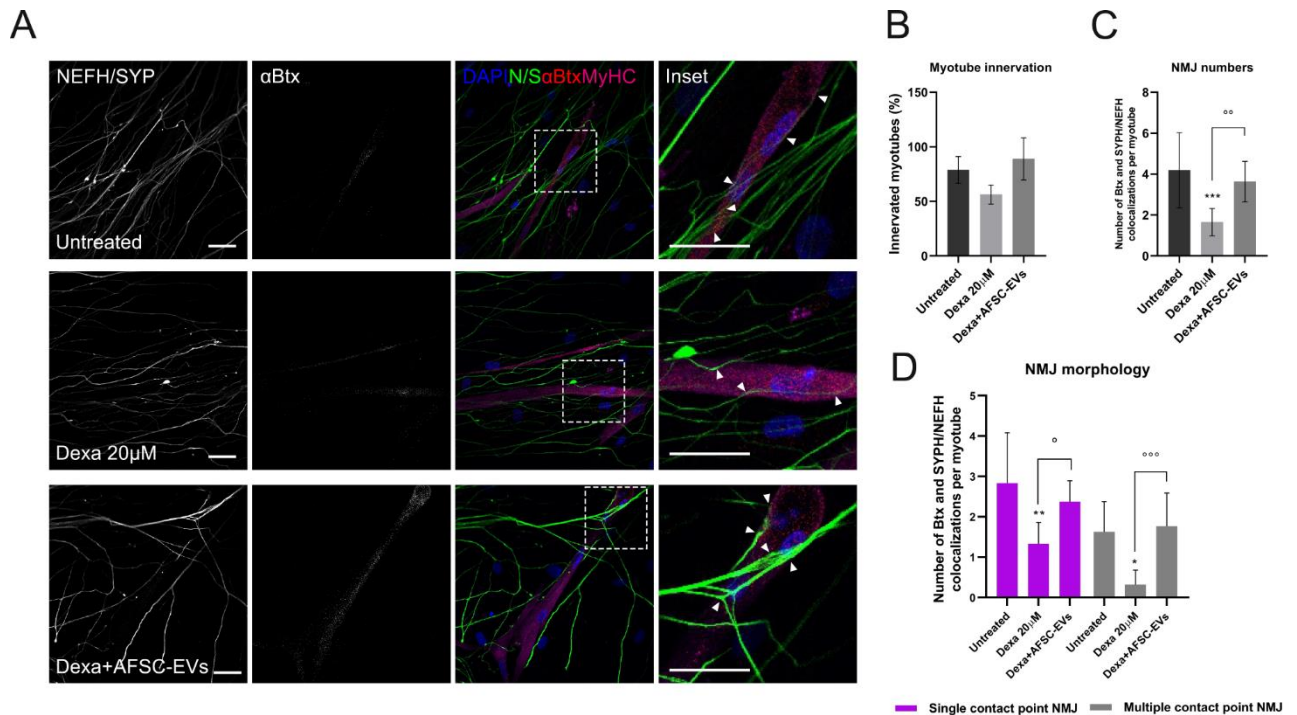 A
NEFH/SYP
αBtx
DAPIN/SαBtxMyHC
Inset
Untreated
Dexa 20µM
Dexa+AFSC-EVs
B
Myotube innervation
Innervated myotubes (%)
150
100
50
0
Untreated
Dexa 20µM
Dexa+AFSC-EVs
C
NMJ numbers
Number of Btx and SYPH/NEFH
colocalizations per myotube
8
6
4
2
0
°°
***
Untreated
Dexa 20µM
Dexa+AFSC-EVs
D
NMJ morphology
Number of Btx and SYPH/NEFH
colocalizations per myotube
5
4
3
2
1
0
°
**
°°°
*
Untreated
Dexa 20µM
Dexa+AFSC-EVs
Untreated
Dexa 20µM
Dexa+AFSC-EVs
Single contact point NMJ
Multiple contact point NMJ